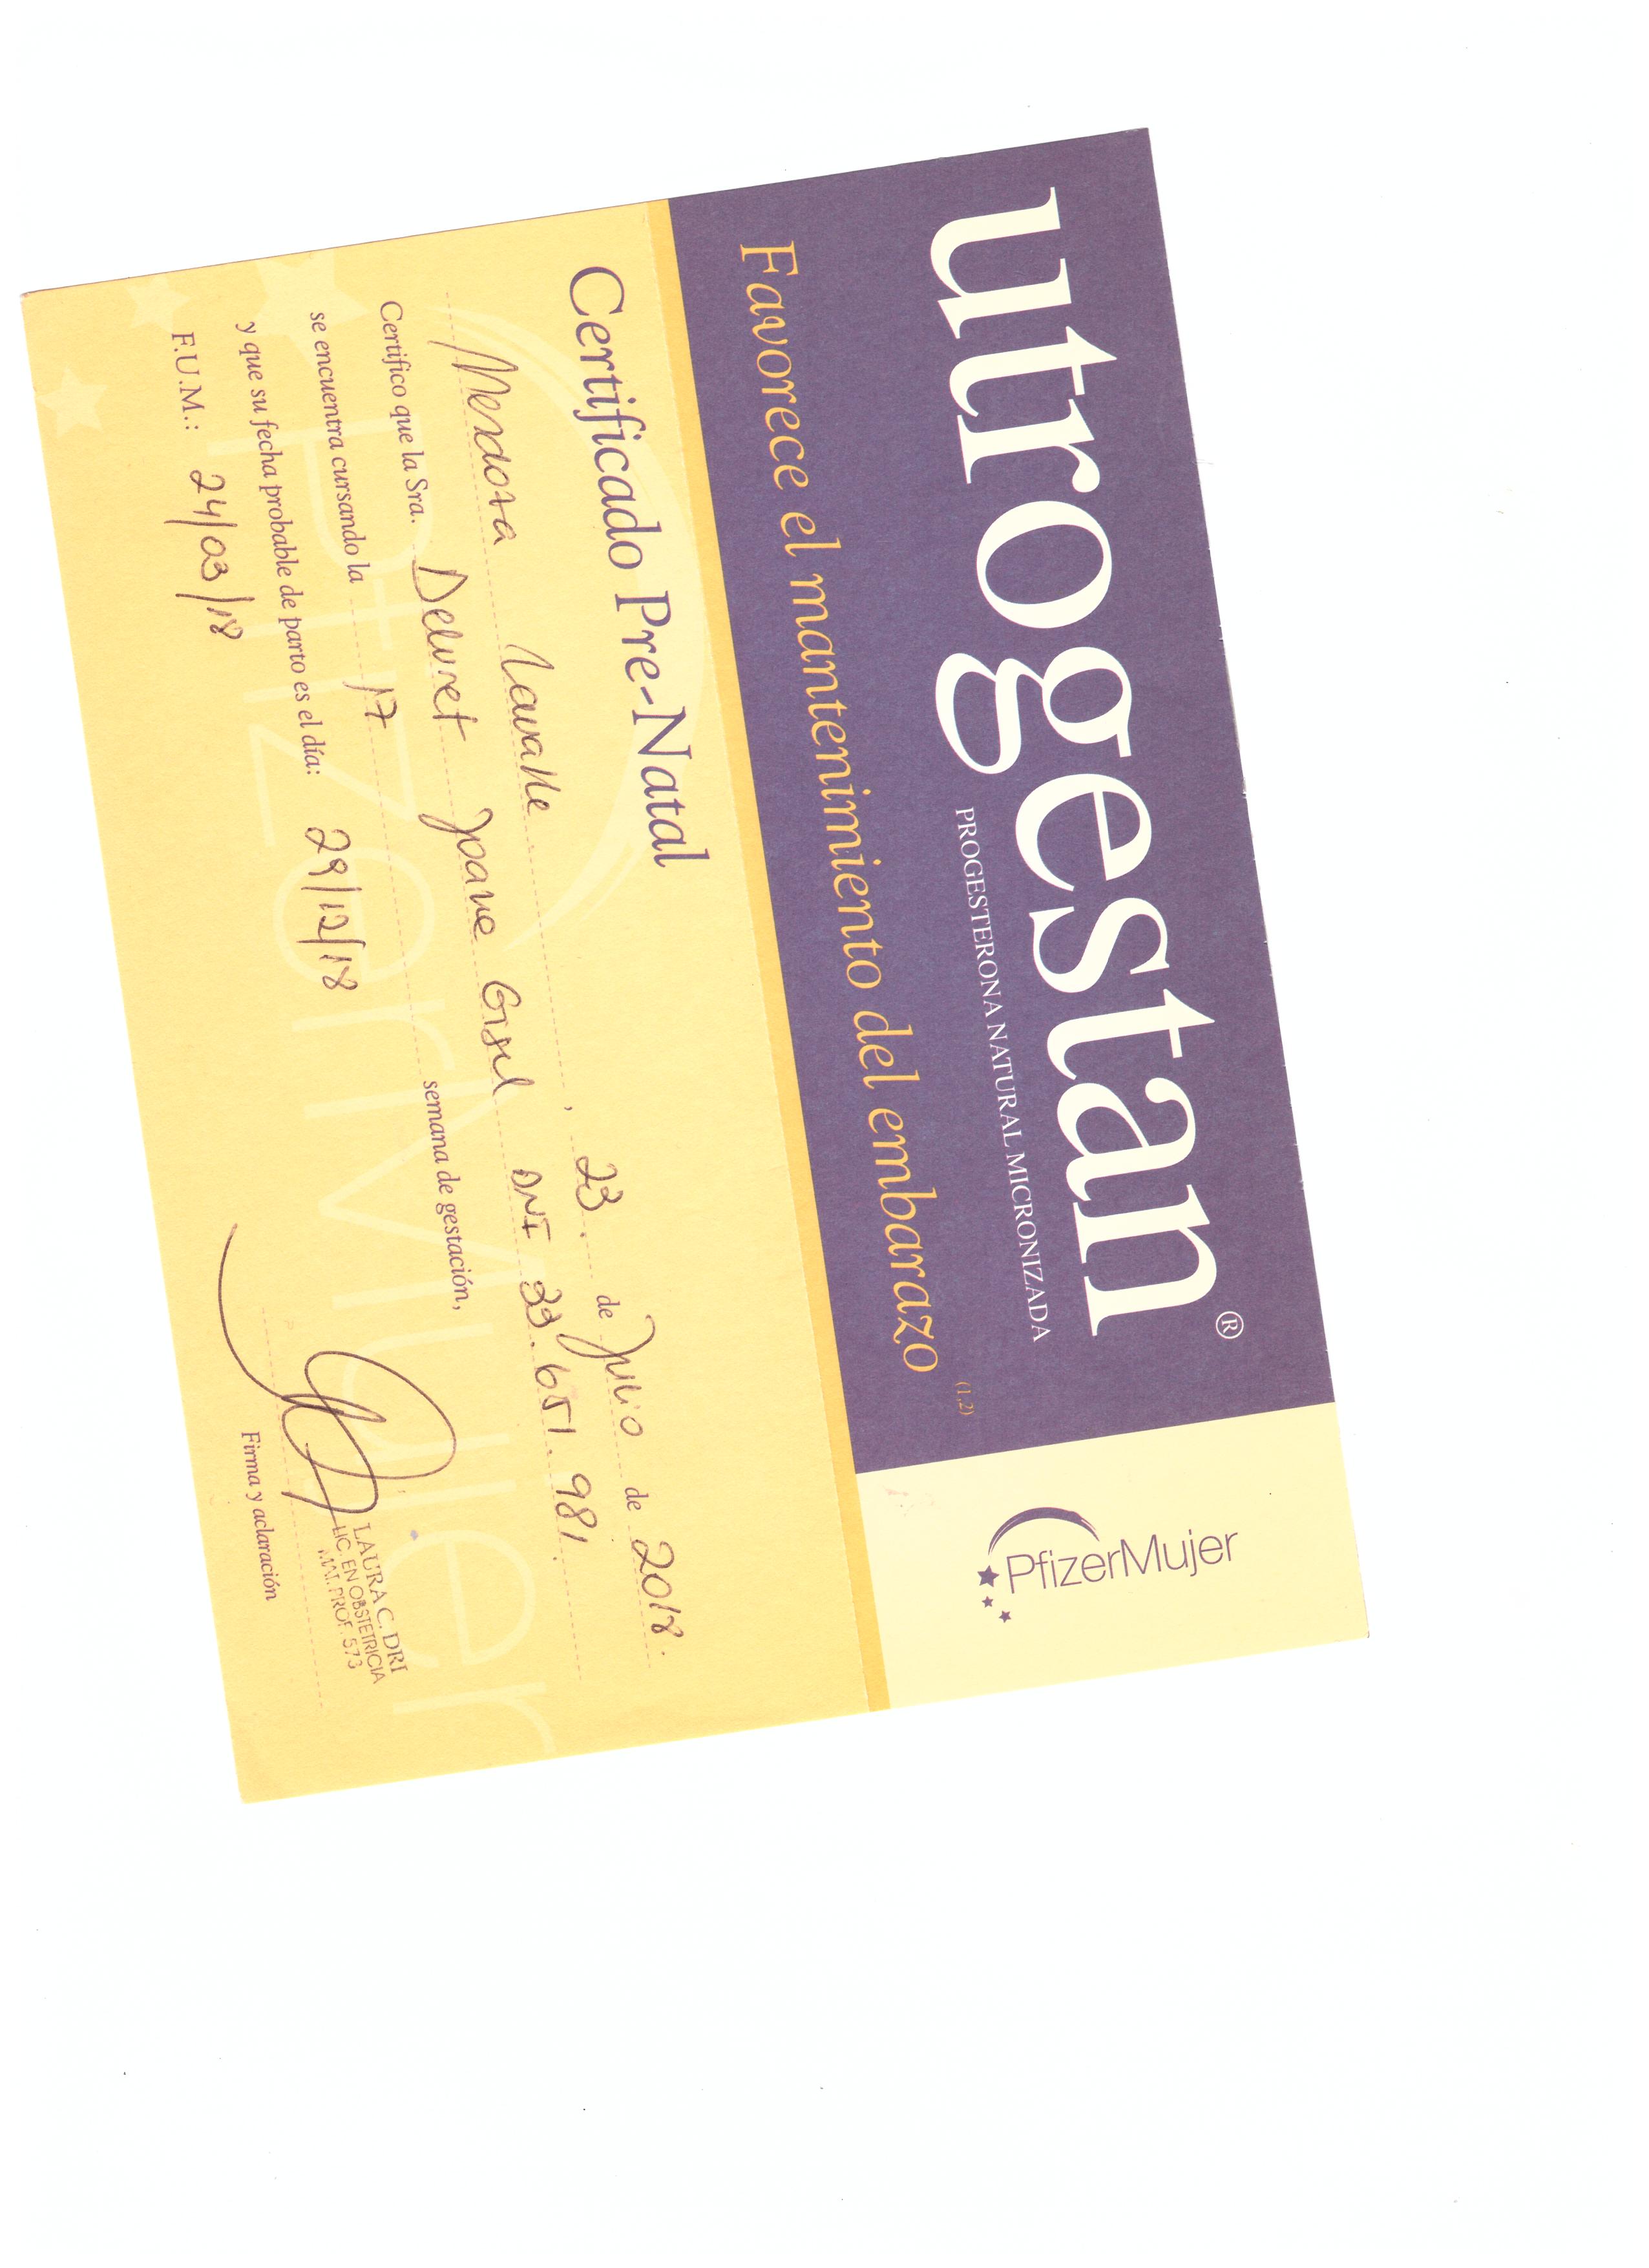 utrogestan®
PROGESTERONA NATURAL MICRONIZADA
Favorece el mantenimiento del embarazo (1,2)
PfizerMujer
Certificado Pre-Natal
Mendoza Lavalle, 23 de Julio de 2018.
Certifico que la Sra. Delvret Joane Gisel DNI 33.651.981.
se encuentra cursando la 17 semana de gestación,
y que su fecha probable de parto es el día: 29/12/18
F.U.M.: 24/03/18
LAURA C. DRI
LIC. EN OBSTETRICIA
MAT. PROF. 573
Firma y aclaración
PfizerMujer